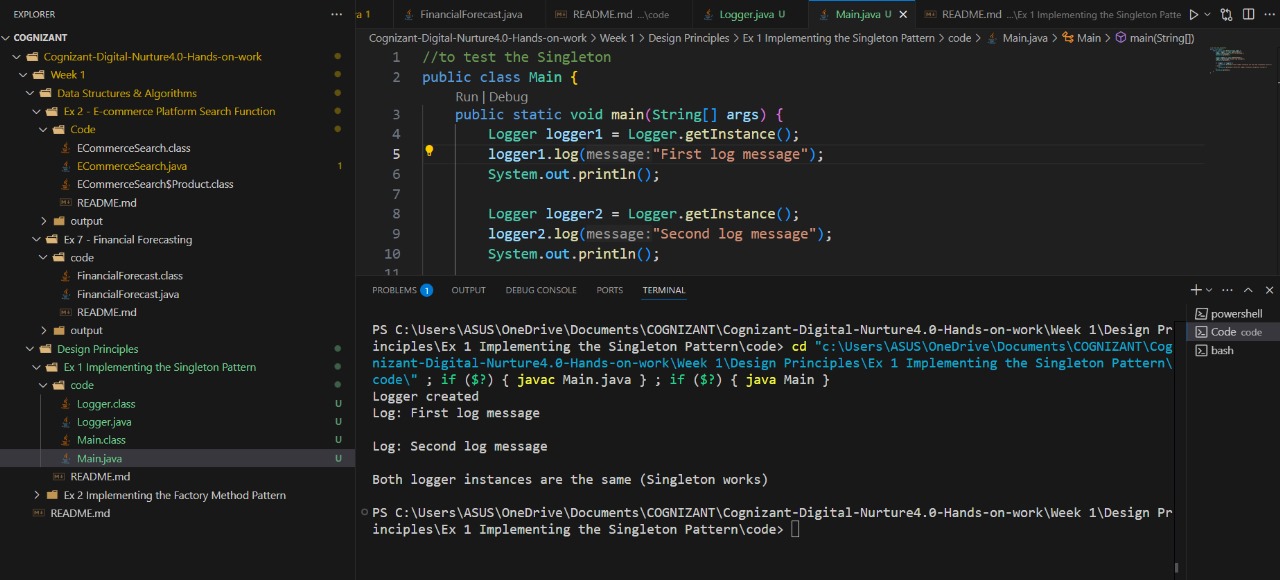 EXPLORER
COGNIZANT
Cognizant-Digital-Nurture4.0-Hands-on-work
Week 1
Data Structures & Algorithms
Ex 2 - E-commerce Platform Search Function
Code
ECommerceSearch.class
ECommerceSearch.java 1
ECommerceSearch$Product.class
README.md
output
Ex 7 - Financial Forecasting
code
FinancialForecast.class
FinancialForecast.java
README.md
output
Design Principles
Ex 1 Implementing the Singleton Pattern
code
Logger.class U
Logger.java U
Main.class U
Main.java U
README.md
Ex 2 Implementing the Factory Method Pattern
README.md
a 1 FinancialForecast.java README.md ...\code Logger.java U Main.java U README.md ...\Ex 1 Implementing the Singleton Patte
Cognizant-Digital-Nurture4.0-Hands-on-work > Week 1 > Design Principles > Ex 1 Implementing the Singleton Pattern > code > Main.java > Main > main(String[])
1 //to test the Singleton
2 public class Main {
Run | Debug
3 public static void main(String[] args) {
4 Logger logger1 = Logger.getInstance();
5 logger1.log(message:"First log message");
6 System.out.println();
7
8 Logger logger2 = Logger.getInstance();
9 logger2.log(message:"Second log message");
10 System.out.println();
11
PROBLEMS 1 OUTPUT DEBUG CONSOLE PORTS TERMINAL
PS C:\Users\ASUS\OneDrive\Documents\COGNIZANT\Cognizant-Digital-Nurture4.0-Hands-on-work\Week 1\Design Pr
inciples\Ex 1 Implementing the Singleton Pattern\code> cd "c:\Users\ASUS\OneDrive\Documents\COGNIZANT\Cog
nizant-Digital-Nurture4.0-Hands-on-work\Week 1\Design Principles\Ex 1 Implementing the Singleton Pattern\
code\" ; if ($?) { javac Main.java } ; if ($?) { java Main }
Logger created
Log: First log message
Log: Second log message
Both logger instances are the same (Singleton works)
PS C:\Users\ASUS\OneDrive\Documents\COGNIZANT\Cognizant-Digital-Nurture4.0-Hands-on-work\Week 1\Design Pr
inciples\Ex 1 Implementing the Singleton Pattern\code>
powershell
Code code
bash